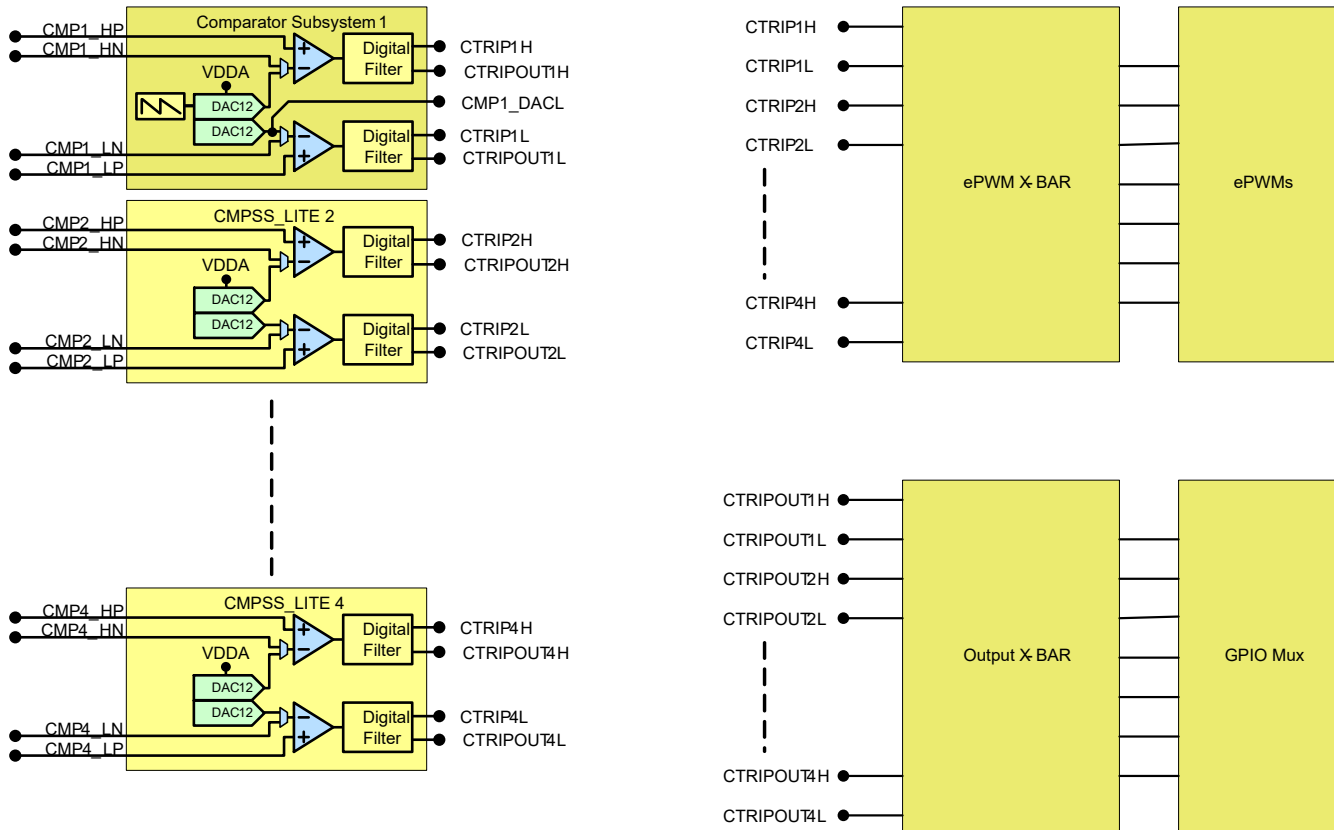 Comparator Subsystem 1
CMP1_HP
CMP1_HN
VDDA
DAC12
DAC12
CMP1_LN
CMP1_LP
Digital
Filter
Digital
Filter
CTRIP1H
CTRIPOUT1H
CMP1_DACL
CTRIP1L
CTRIPOUT1L
CMPSS_LITE 2
CMP2_HP
CMP2_HN
VDDA
DAC12
DAC12
CMP2_LN
CMP2_LP
Digital
Filter
Digital
Filter
CTRIP2H
CTRIPOUT2H
CTRIP2L
CTRIPOUT2L
CMPSS_LITE 4
CMP4_HP
CMP4_HN
VDDA
DAC12
DAC12
CMP4_LN
CMP4_LP
Digital
Filter
Digital
Filter
CTRIP4H
CTRIPOUT4H
CTRIP4L
CTRIPOUT4L
CTRIP1H
CTRIP1L
CTRIP2H
CTRIP2L
CTRIP4H
CTRIP4L
ePWM X-BAR
ePWMs
CTRIPOUT1H
CTRIPOUT1L
CTRIPOUT2H
CTRIPOUT2L
CTRIPOUT4H
CTRIPOUT4L
Output X-BAR
GPIO Mux